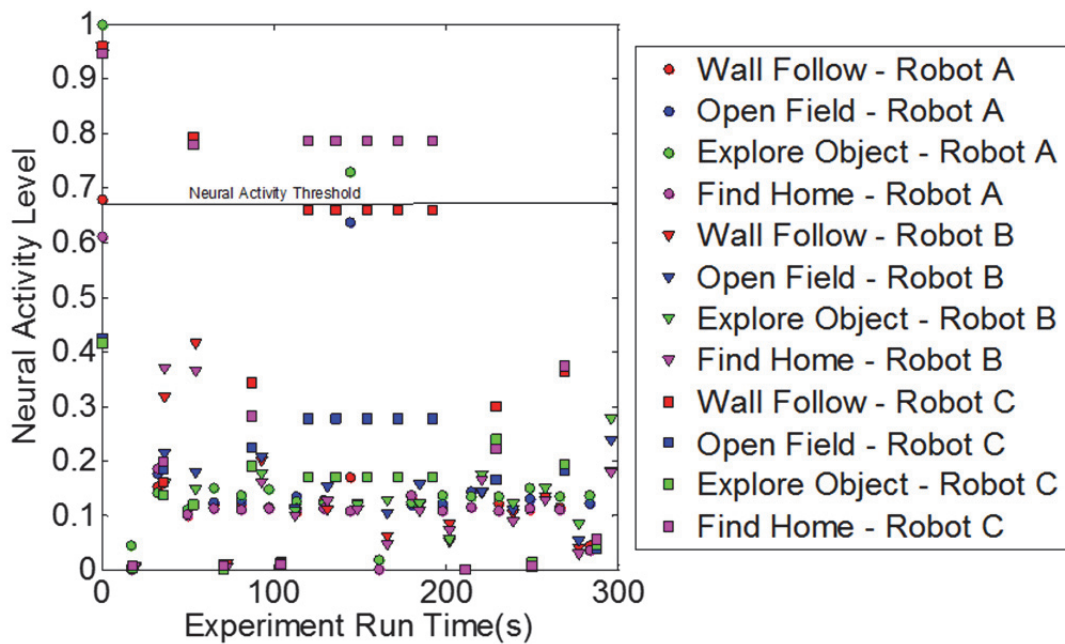 1
0.9
0.8
0.7
0.6
0.5
0.4
0.3
0.2
0.1
0
Neural Activity Level
Neural Activity Threshold
0 100 200 300
Experiment Run Time(s)
Wall Follow - Robot A
Open Field - Robot A
Explore Object - Robot A
Find Home - Robot A
Wall Follow - Robot B
Open Field - Robot B
Explore Object - Robot B
Find Home - Robot B
Wall Follow - Robot C
Open Field - Robot C
Explore Object - Robot C
Find Home - Robot C